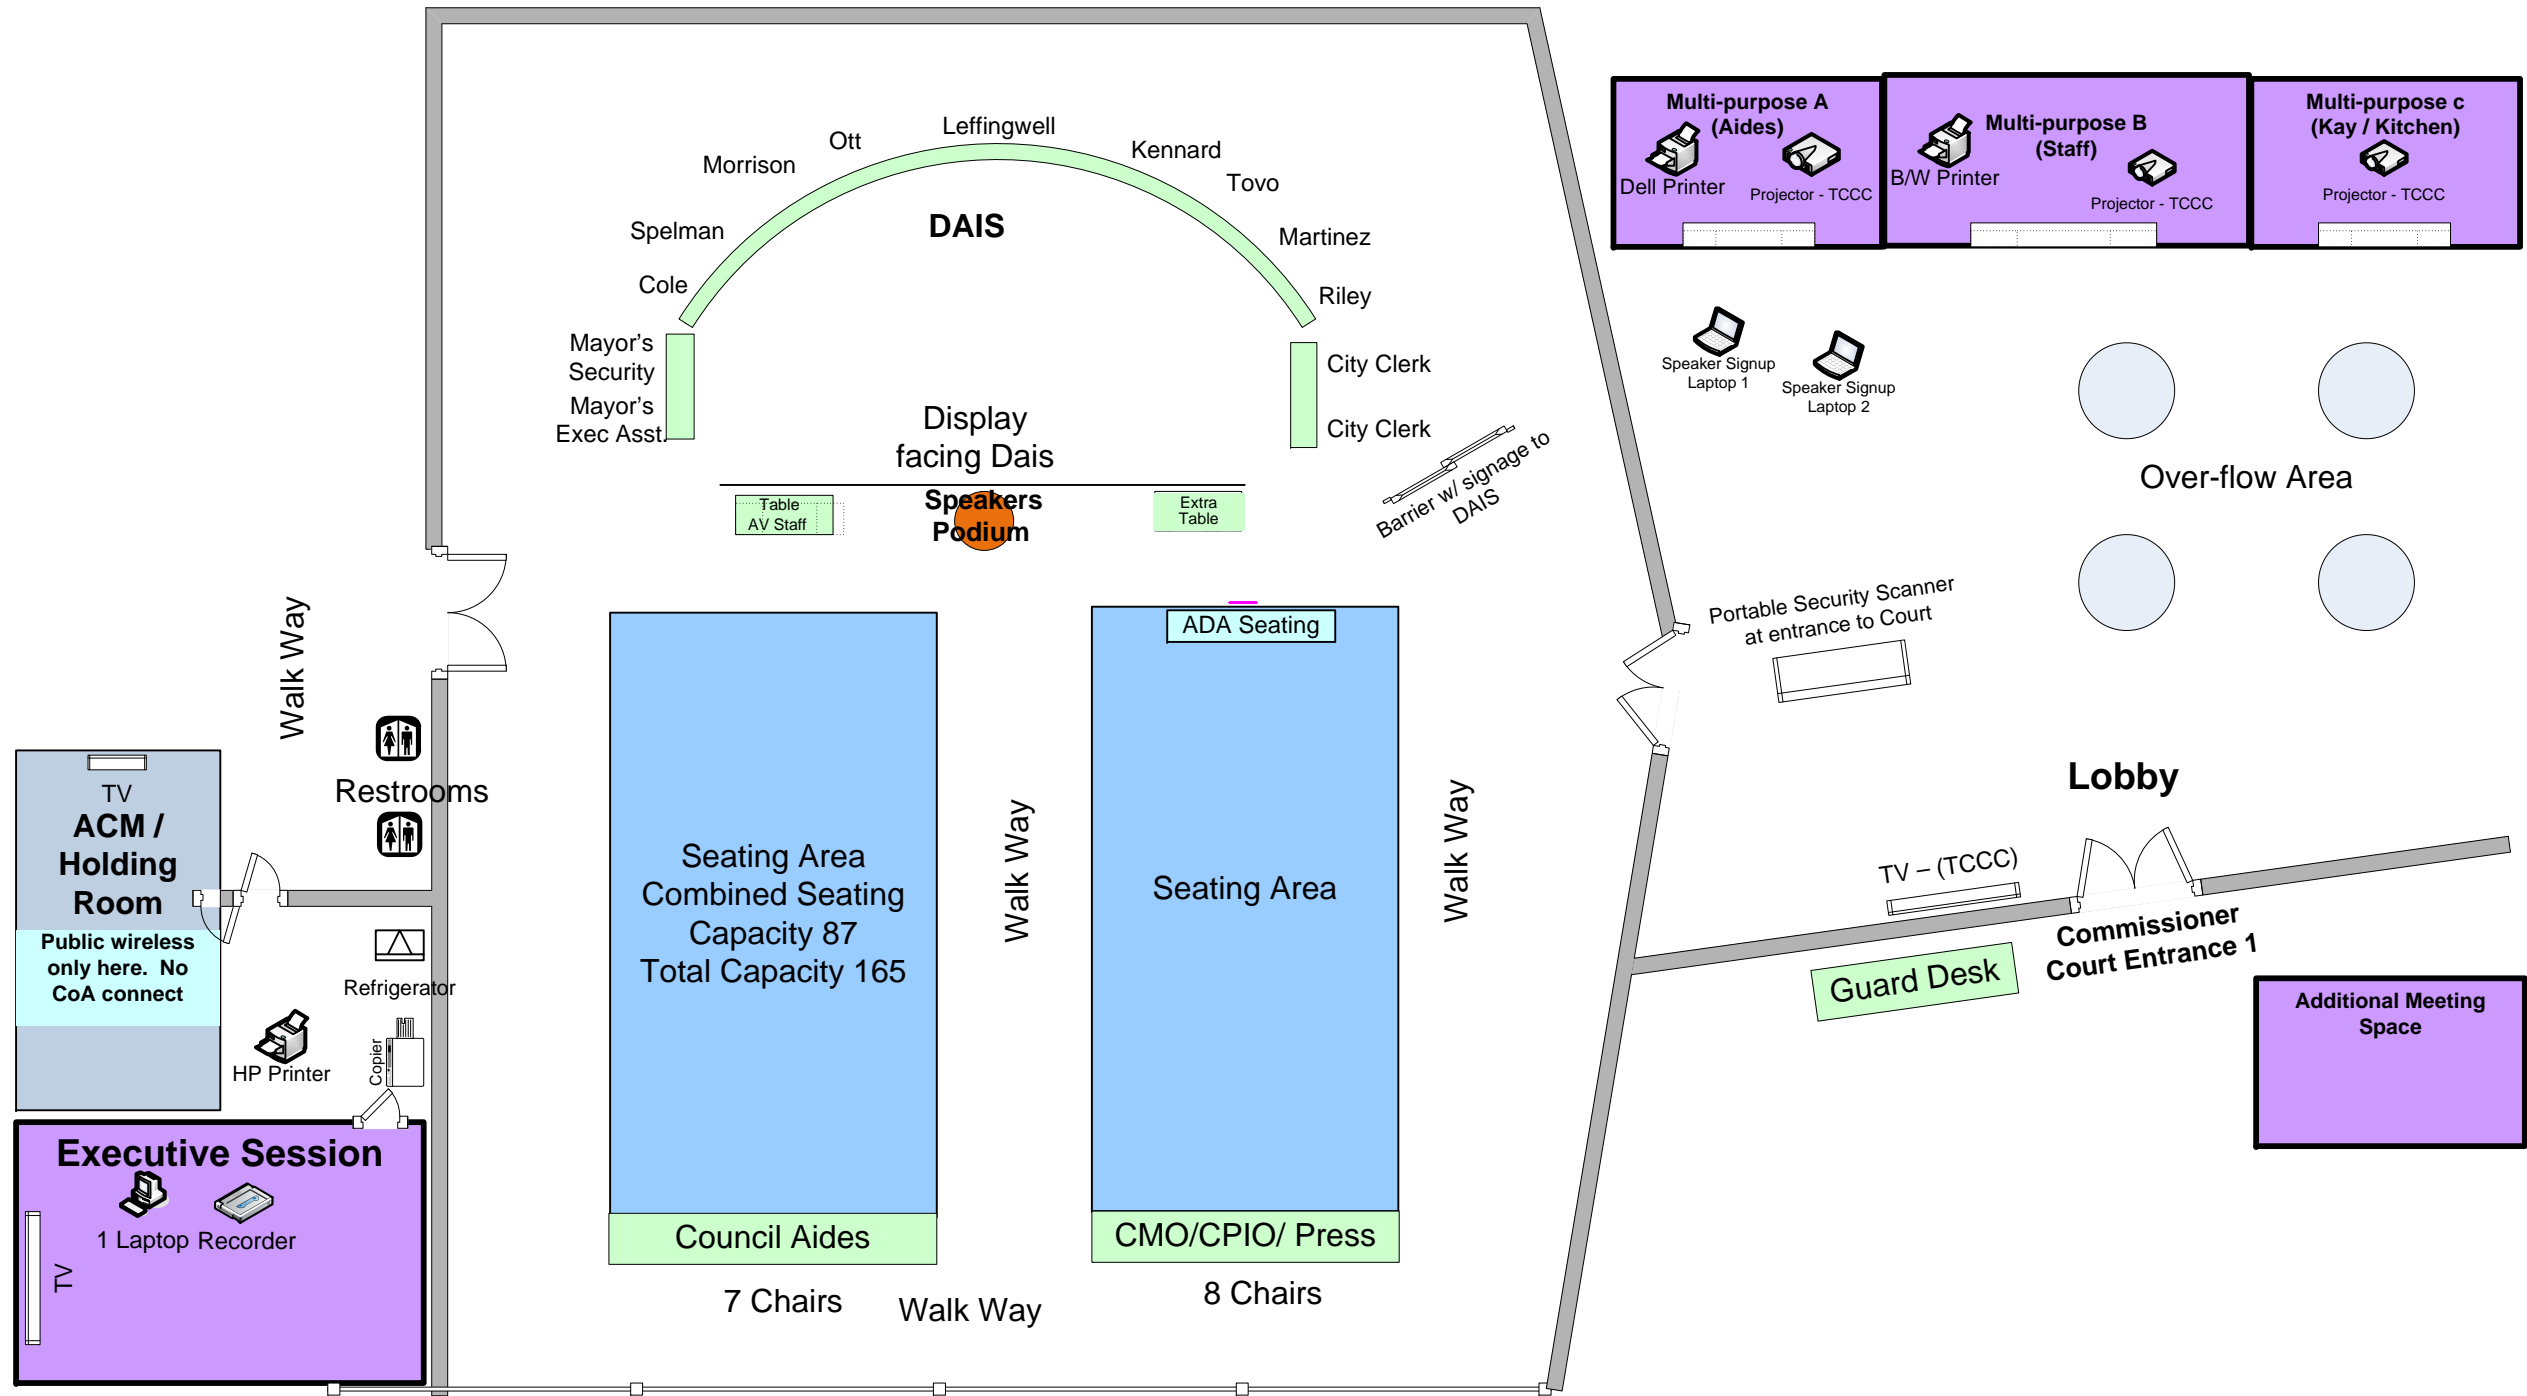 Leffingwell
Ott
Kennard
Morrison
Tovo
Spelman
DAIS
Martinez
Cole
Riley
Mayor's
Security
Mayor's
Exec Asst.
City Clerk
City Clerk
Display
facing Dais
Table
AV Staff
Speakers
Podium
Extra
Table
Barrier w/ signage to
DAIS
Multi-purpose A
(Aides)
Dell Printer
Projector - TCCC
Multi-purpose B
(Staff)
B/W Printer
Projector - TCCC
Multi-purpose c
(Kay / Kitchen)
Projector - TCCC
Speaker Signup
Laptop 1
Speaker Signup
Laptop 2
Over-flow Area
Portable Security Scanner
at entrance to Court
Lobby
TV – (TCCC)
Commissioner
Court Entrance 1
Guard Desk
Additional Meeting
Space
Walk Way
Restrooms
TV
ACM /
Holding
Room
Public wireless
only here. No
CoA connect
Refrigerator
HP Printer
Copier
Executive Session
1 Laptop
Recorder
TV
Seating Area
Combined Seating
Capacity 87
Total Capacity 165
Walk Way
ADA Seating
Seating Area
Walk Way
Council Aides
CMO/CPIO/ Press
7 Chairs
Walk Way
8 Chairs